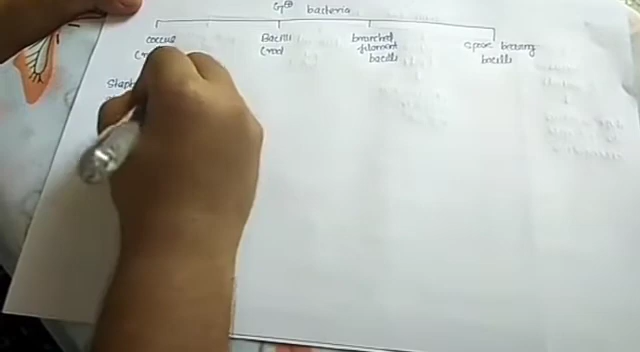 G⊕ bacteria
coccus
Bacilli
(rod
branched
filament
bacilli
spore bearing
bacilli
Staph